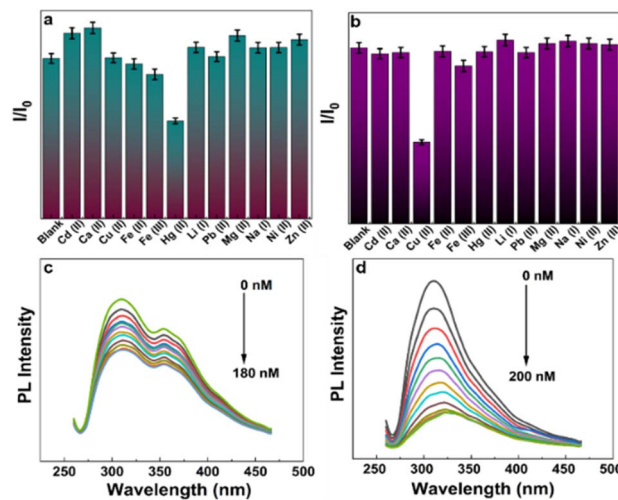 a
I/I0
Blank
Cd (II)
Ca (II)
Cu (II)
Fe (II)
Fe (III)
Hg (II)
Li (I)
Pb (II)
Mg (II)
Na (I)
Ni (II)
Zn (II)
b
I/I0
Blank
Cd (II)
Ca (II)
Cu (II)
Fe (II)
Fe (III)
Hg (II)
Li (I)
Pb (II)
Mg (II)
Na (I)
Ni (II)
Zn (II)
c
0 nM
180 nM
PL Intensity
250 300 350 400 450 500
Wavelength (nm)
d
0 nM
200 nM
PL Intensity
250 300 350 400 450 500
Wavelength (nm)